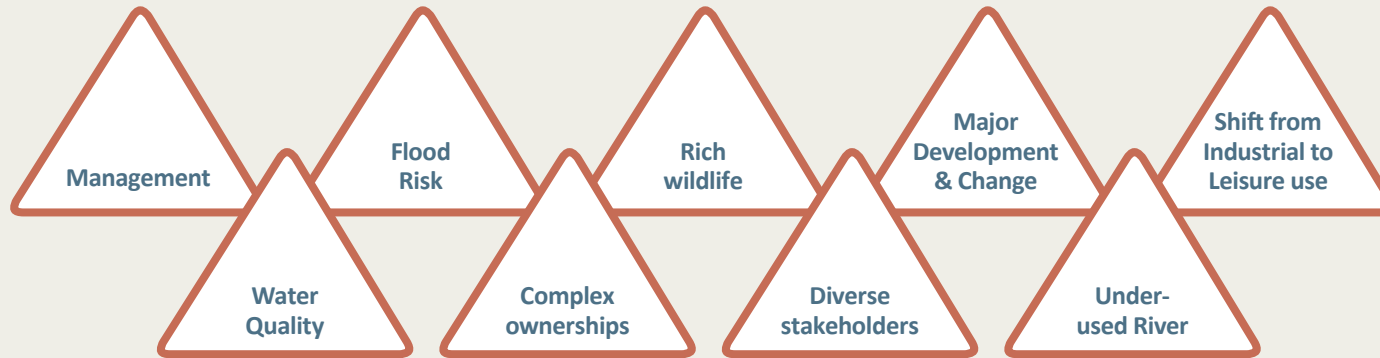 Management
Flood
Risk
Rich
wildlife
Major
Development
& Change
Shift from
Industrial to
Leisure use
Water
Quality
Complex
ownerships
Diverse
stakeholders
Under-
used River